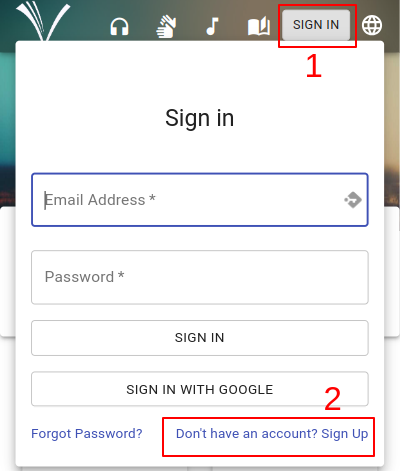 SIGN IN
1
Sign in
Email Address *
Password *
SIGN IN
SIGN IN WITH GOOGLE
2
Forgot Password? Don't have an account? Sign Up